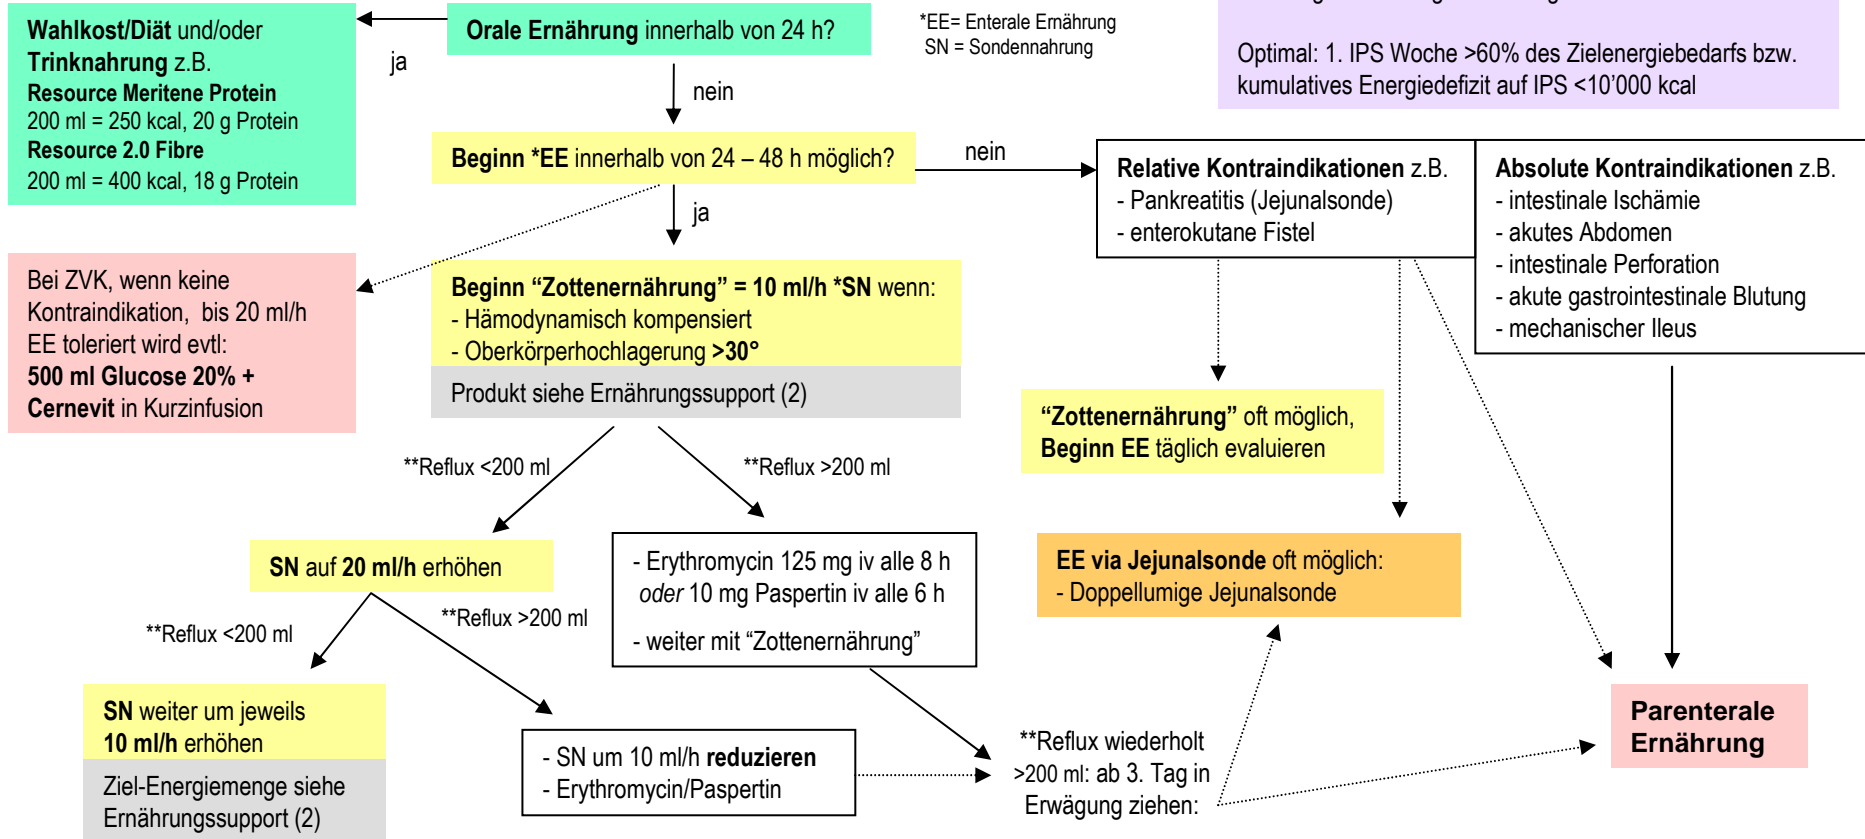 Wahlkost/Diät und/oder
Trinknahrung z.B.
Resource Meritene Protein
200 ml = 250 kcal, 20 g Protein
Resource 2.0 Fibre
200 ml = 400 kcal, 18 g Protein
ja
Orale Ernährung innerhalb von 24 h?
*EE= Enterale Ernährung
SN = Sondennahrung
Optimal: 1. IPS Woche >60% des Zielenergiebedarfs bzw.
kumulatives Energiedefizit auf IPS <10’000 kcal
nein
Beginn *EE innerhalb von 24 – 48 h möglich?
nein
ja
Relative Kontraindikationen z.B.
- Pankreatitis (Jejunalsonde)
- enterokutane Fistel
Absolute Kontraindikationen z.B.
- intestinale Ischämie
- akutes Abdomen
- intestinale Perforation
- akute gastrointestinale Blutung
- mechanischer Ileus
Bei ZVK, wenn keine
Kontraindikation, bis 20 ml/h
EE toleriert wird evtl:
500 ml Glucose 20% +
Cernevit in Kurzinfusion
Beginn “Zottenernährung” = 10 ml/h *SN wenn:
- Hämodynamisch kompensiert
- Oberkörperhochlagerung >30°
Produkt siehe Ernährungssupport (2)
“Zottenernährung” oft möglich,
Beginn EE täglich evaluieren
**Reflux <200 ml
**Reflux >200 ml
SN auf 20 ml/h erhöhen
- Erythromycin 125 mg iv alle 8 h
oder 10 mg Paspertin iv alle 6 h
- weiter mit “Zottenernährung”
EE via Jejunalsonde oft möglich:
- Doppellumige Jejunalsonde
**Reflux <200 ml
**Reflux >200 ml
SN weiter um jeweils
10 ml/h erhöhen
Ziel-Energiemenge siehe
Ernährungssupport (2)
- SN um 10 ml/h reduzieren
- Erythromycin/Paspertin
**Reflux wiederholt
>200 ml: ab 3. Tag in
Erwägung ziehen:
Parenterale
Ernährung